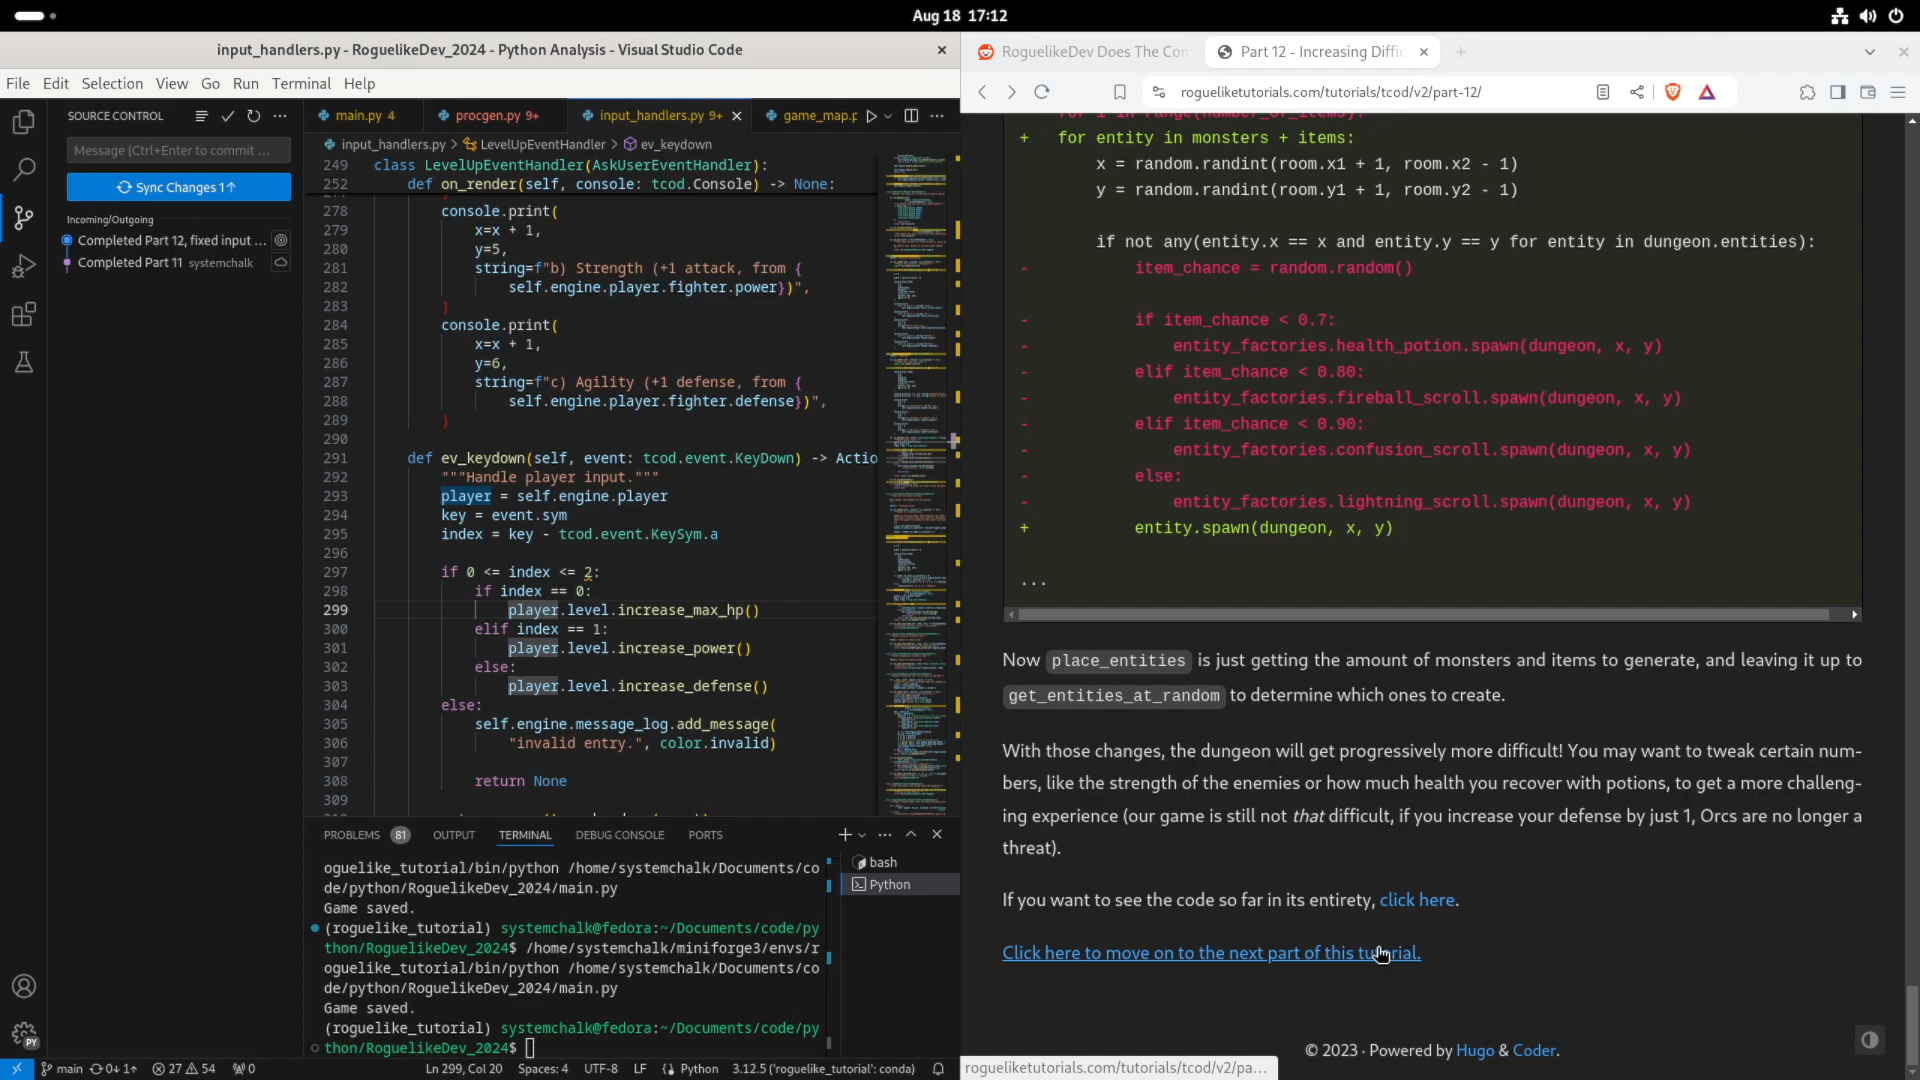 Aug 18 17:12
input_handlers.py - RoguelikeDev_2024 - Python Analysis - Visual Studio Code
File Edit Selection View Go Run Terminal Help
SOURCE CONTROL
Message (Ctrl+Enter to commit ...
Sync Changes 1↑
Incoming/Outgoing
Completed Part 12, fixed input ...
Completed Part 11 systemchalk
main.py 4
procgen.py 9+
input_handlers.py 9+
game_map.p
input_handlers.py > LevelUpEventHandler > ev_keydown
249 class LevelUpEventHandler(AskUserEventHandler):
252 def on_render(self, console: tcod.Console) -> None:
278 console.print(
279 x=x + 1,
280 y=5,
281 string=f"b) Strength (+1 attack, from {
282 self.engine.player.fighter.power})",
283 )
284 console.print(
285 x=x + 1,
286 y=6,
287 string=f"c) Agility (+1 defense, from {
288 self.engine.player.fighter.defense})",
289 )
290
291 def ev_keydown(self, event: tcod.event.KeyDown) -> Actio
292 """Handle player input."""
293 player = self.engine.player
294 key = event.sym
295 index = key - tcod.event.KeySym.a
296
297 if 0 <= index <= 2:
298 if index == 0:
299 player.level.increase_max_hp()
300 elif index == 1:
301 player.level.increase_power()
302 else:
303 player.level.increase_defense()
304 else:
305 self.engine.message_log.add_message(
306 "invalid entry.", color.invalid)
307
308 return None
309
PROBLEMS 81 OUTPUT TERMINAL DEBUG CONSOLE PORTS
oguelike_tutorial/bin/python /home/systemchalk/Documents/co
de/python/RoguelikeDev_2024/main.py
Game saved.
(roguelike_tutorial) systemchalk@fedora:~/Documents/code/py
thon/RoguelikeDev_2024$ /home/systemchalk/miniforge3/envs/r
oguelike_tutorial/bin/python /home/systemchalk/Documents/co
de/python/RoguelikeDev_2024/main.py
Game saved.
(roguelike_tutorial) systemchalk@fedora:~/Documents/code/py
thon/RoguelikeDev_2024$
bash
Python
PY
main 0↓ 1↑ 27 54 0 Ln 299, Col 20 Spaces: 4 UTF-8 LF Python 3.12.5 ('roguelike_tutorial': conda)
RoguelikeDev Does The Com
Part 12 - Increasing Diffic
rogueliketutorials.com/tutorials/tcod/v2/part-12/
for i in range(number_of_items):
+ for entity in monsters + items:
x = random.randint(room.x1 + 1, room.x2 - 1)
y = random.randint(room.y1 + 1, room.y2 - 1)
if not any(entity.x == x and entity.y == y for entity in dungeon.entities):
- item_chance = random.random()
-
- if item_chance < 0.7:
- entity_factories.health_potion.spawn(dungeon, x, y)
- elif item_chance < 0.80:
- entity_factories.fireball_scroll.spawn(dungeon, x, y)
- elif item_chance < 0.90:
- entity_factories.confusion_scroll.spawn(dungeon, x, y)
- else:
- entity_factories.lightning_scroll.spawn(dungeon, x, y)
+ entity.spawn(dungeon, x, y)
...
Now place_entities is just getting the amount of monsters and items to generate, and leaving it up to
get_entities_at_random to determine which ones to create.
With those changes, the dungeon will get progressively more difficult! You may want to tweak certain num-
bers, like the strength of the enemies or how much health you recover with potions, to get a more challeng-
ing experience (our game is still not that difficult, if you increase your defense by just 1, Orcs are no longer a
threat).
If you want to see the code so far in its entirety, click here.
Click here to move on to the next part of this tutorial.
© 2023 · Powered by Hugo & Coder.
rogueliketutorials.com/tutorials/tcod/v2/pa...